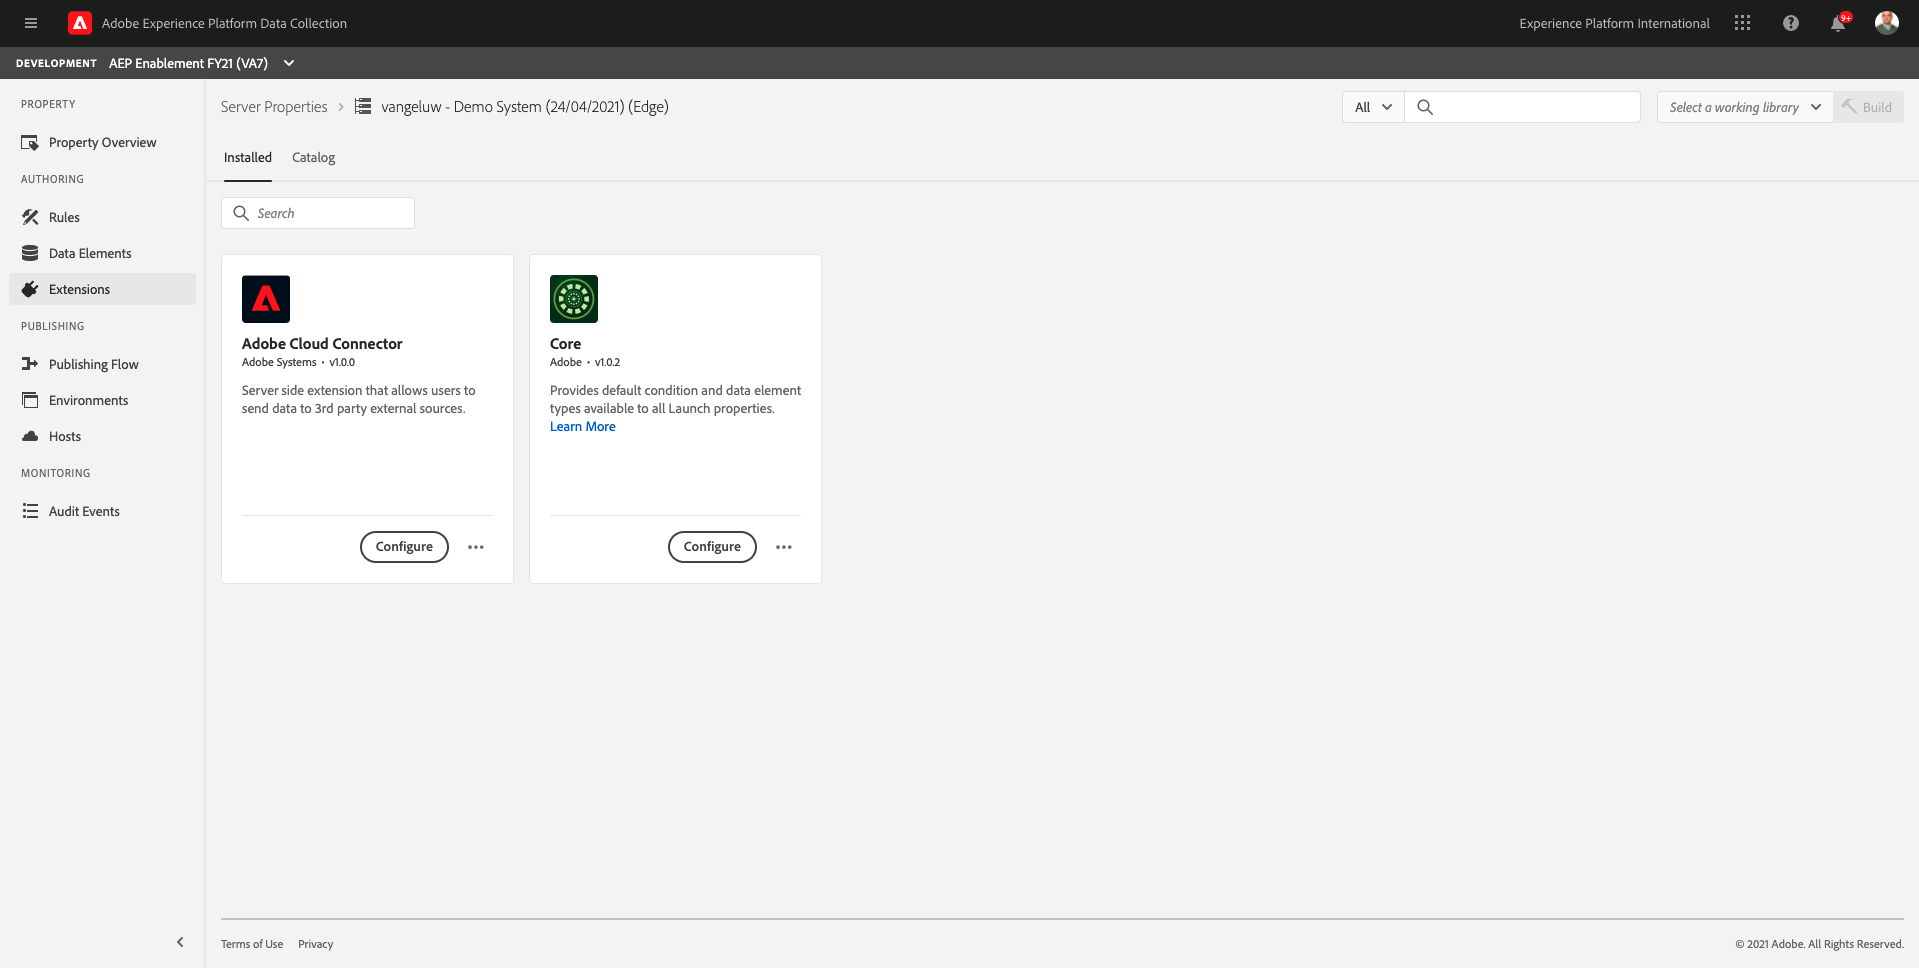 Adobe Experience Platform Data Collection
Experience Platform International
9+
DEVELOPMENT AEP Enablement FY21 (VA7)
PROPERTY
Property Overview
AUTHORING
Rules
Data Elements
Extensions
PUBLISHING
Publishing Flow
Environments
Hosts
MONITORING
Audit Events
Server Properties > vangeluw - Demo System (24/04/2021) (Edge)
All
Select a working library
Build
Installed Catalog
Search
Adobe Cloud Connector
Adobe Systems • v1.0.0
Server side extension that allows users to
send data to 3rd party external sources.
Configure
Core
Adobe • v1.0.2
Provides default condition and data element
types available to all Launch properties.
Learn More
Configure
Terms of Use Privacy
© 2021 Adobe. All Rights Reserved.